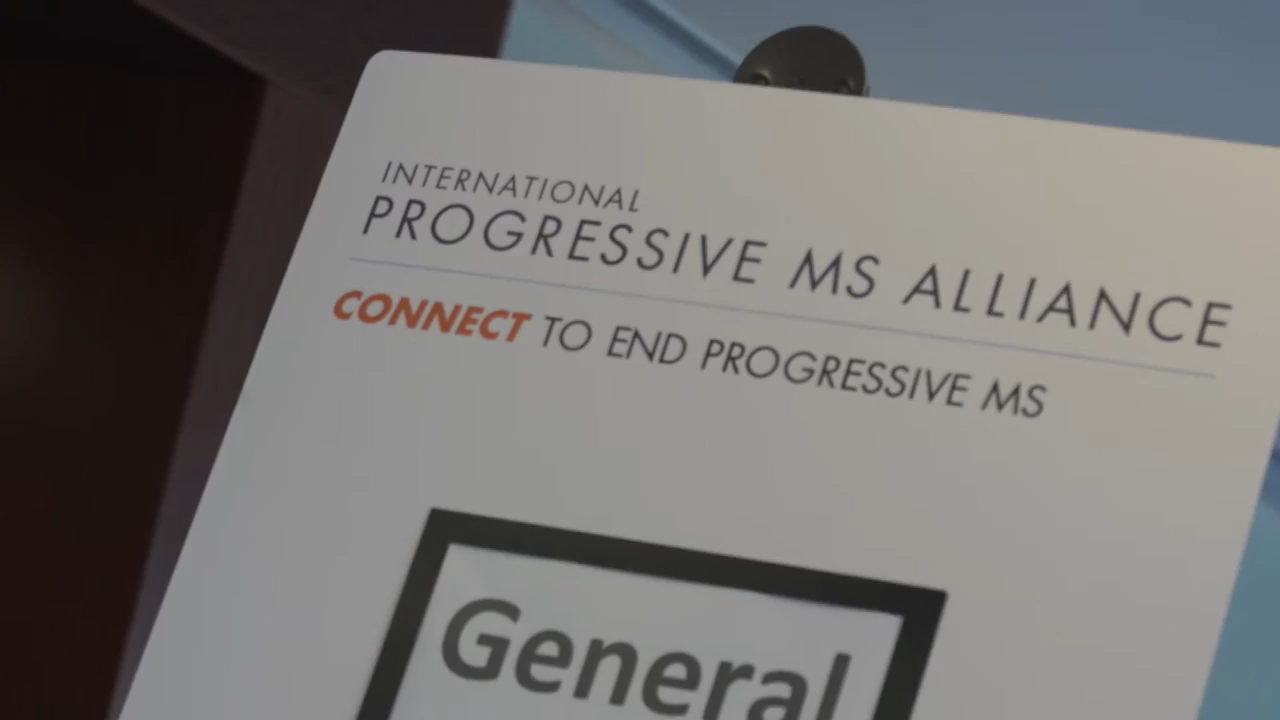 INTERNATIONAL
PROGRESSIVE MS ALLIANCE
CONNECT TO END PROGRESSIVE MS
General